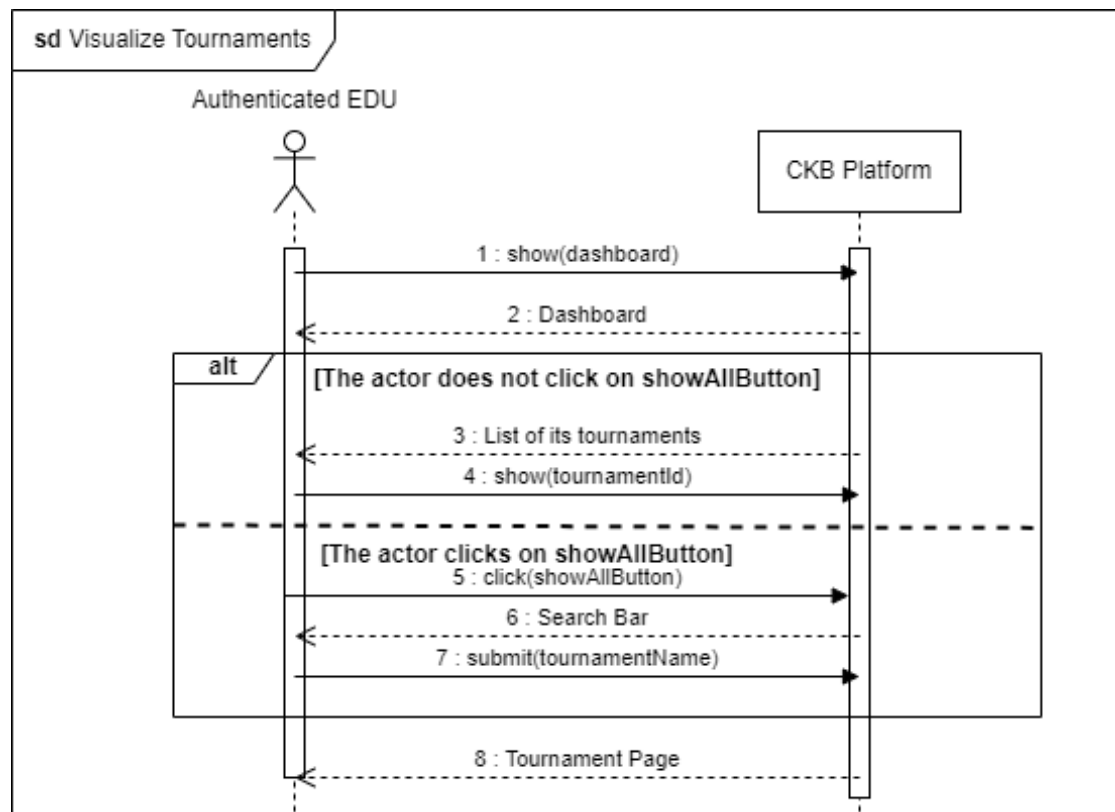 sd Visualize Tournaments
Authenticated EDU
CKB Platform
1 : show(dashboard)
2 : Dashboard
alt
[The actor does not click on showAllButton]
3 : List of its tournaments
4 : show(tournamentId)
[The actor clicks on showAllButton]
5 : click(showAllButton)
6 : Search Bar
7 : submit(tournamentName)
8 : Tournament Page